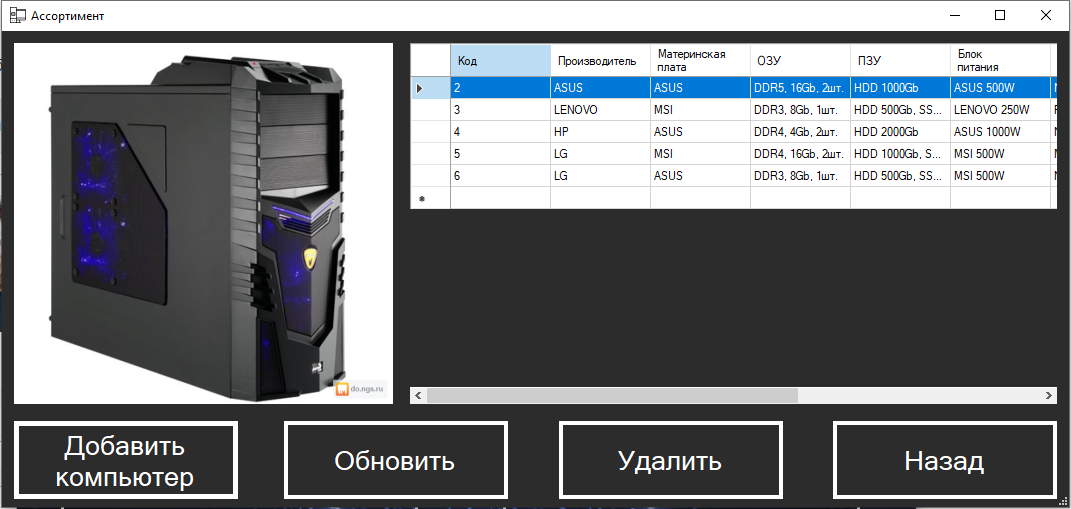 Ассортимент
Код Производитель Материнская плата ОЗУ ПЗУ Блок питания
2 ASUS ASUS DDR5, 16Gb, 2шт. HDD 1000Gb ASUS 500W
3 LENOVO MSI DDR3, 8Gb, 1шт. HDD 500Gb, SS... LENOVO 250W
4 HP ASUS DDR4, 4Gb, 2шт. HDD 2000Gb ASUS 1000W
5 LG MSI DDR4, 16Gb, 2шт. HDD 1000Gb, S... MSI 500W
6 LG ASUS DDR3, 8Gb, 1шт. HDD 500Gb, SS... MSI 500W
do.ngs.ru
Добавить
компьютер
Обновить
Удалить
Назад